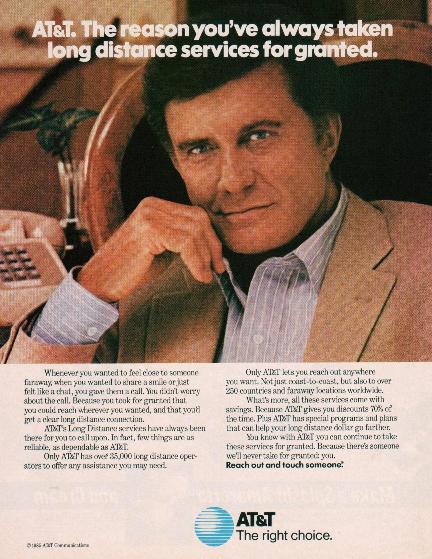 AT&T. The reason you've always taken
long distance services for granted.
Whenever you wanted to feel close to someone
faraway, when you wanted to share a smile or just
felt like a chat, you gave them a call. You didn't worry
about the call. Because you took for granted that
you could reach wherever you wanted, and that you'd
get a clear long distance connection.
AT&T's Long Distance services have always been
there for you to call upon. In fact, few things are as
reliable, as dependable as AT&T.
Only AT&T has over 35,000 long distance oper-
ators to offer any assistance you may need.
Only AT&T lets you reach out anywhere
you want. Not just coast-to-coast, but also to over
250 countries and faraway locations worldwide.
What's more, all these services come with
savings. Because AT&T gives you discounts 70% of
the time. Plus AT&T has special programs and plans
that can help your long distance dollar go farther.
You know with AT&T you can continue to take
these services for granted. Because there's someone
we'll never take for granted: you.
Reach out and touch someone.®
AT&T
The right choice.
© 1985 AT&T Communications